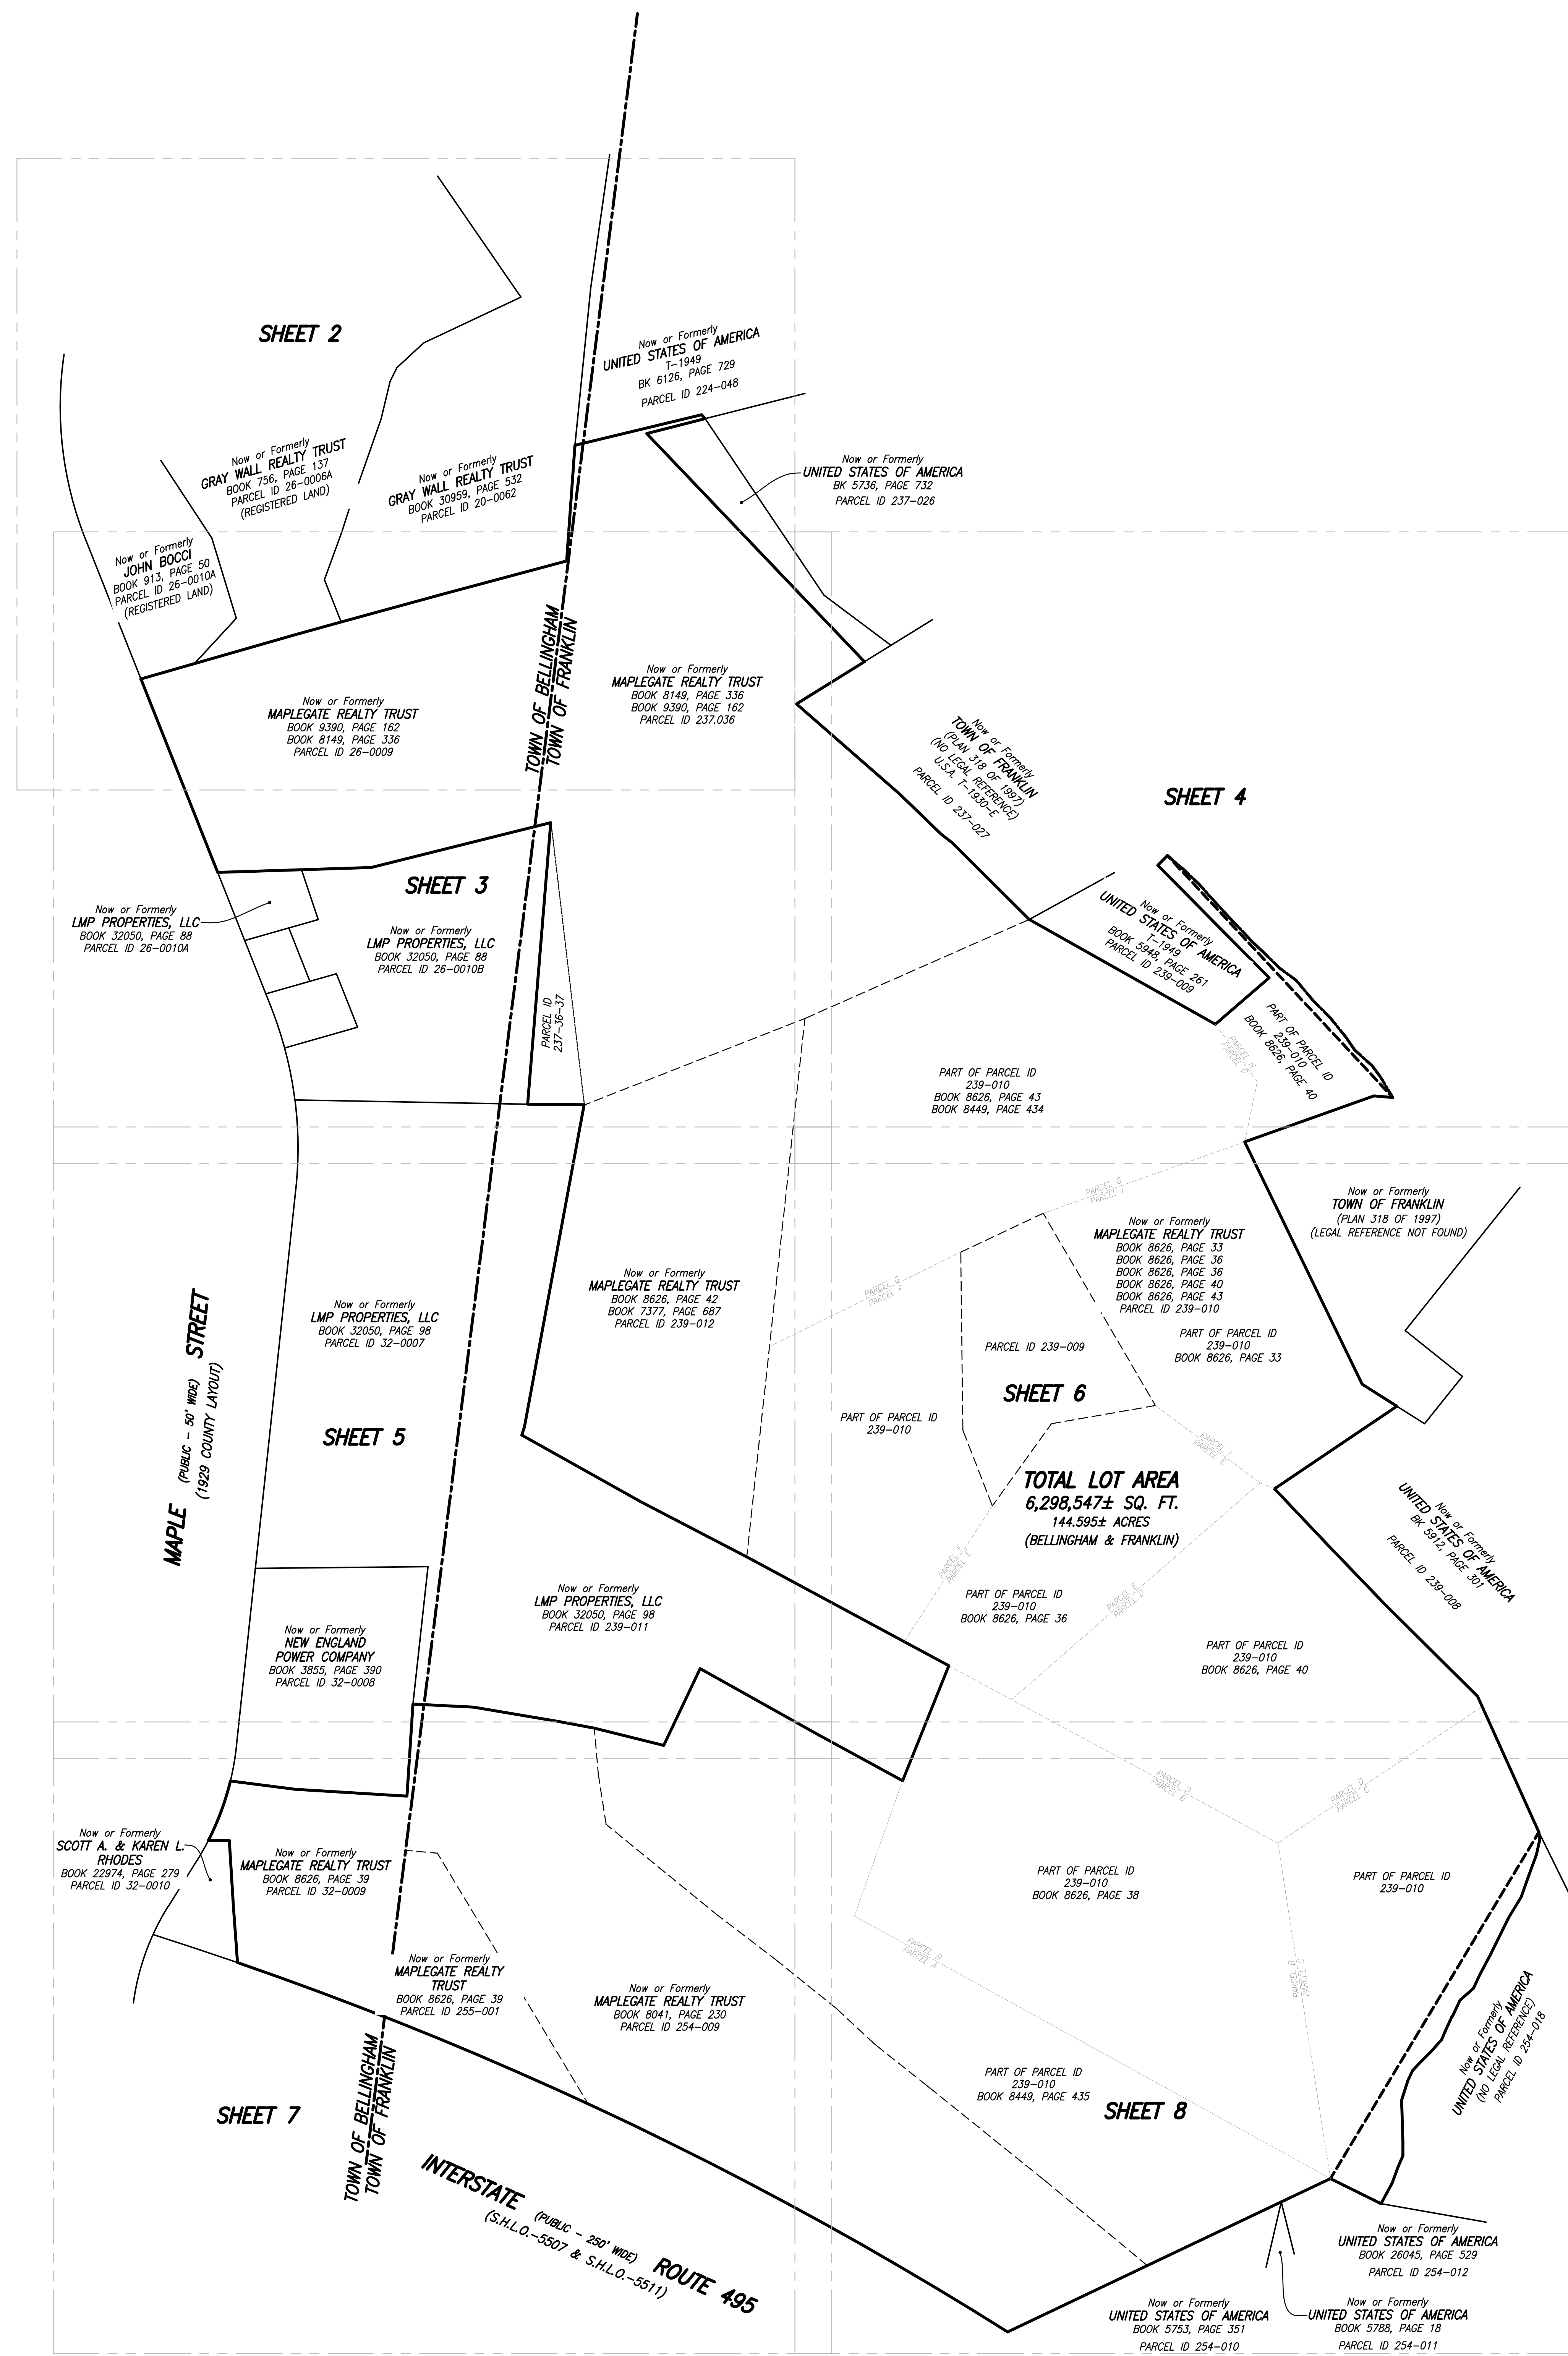 SHEET 2
Now or Formerly
UNITED STATES OF AMERICA
T-1949
BK 6126, PAGE 729
PARCEL ID 224-048
Now or Formerly
GRAY WALL REALTY TRUST
BOOK 756, PAGE 137
PARCEL ID 26-0006A
(REGISTERED LAND)
Now or Formerly
GRAY WALL REALTY TRUST
BOOK 30959, PAGE 532
PARCEL ID 20-0062
Now or Formerly
UNITED STATES OF AMERICA
BK 5736, PAGE 732
PARCEL ID 237-026
Now or Formerly
JOHN BOCCI
BOOK 913, PAGE 50
PARCEL ID 26-0010A
(REGISTERED LAND)
TOWN OF BELLINGHAM
TOWN OF FRANKLIN
Now or Formerly
MAPLEGATE REALTY TRUST
BOOK 9390, PAGE 162
BOOK 8149, PAGE 336
PARCEL ID 26-0009
Now or Formerly
MAPLEGATE REALTY TRUST
BOOK 8149, PAGE 336
BOOK 9390, PAGE 162
PARCEL ID 237.036
Now or Formerly
TOWN OF FRANKLIN
(PLAN 318 OF 1997)
(NO LEGAL REFERENCE)
U.S.A. T-1930-E
PARCEL ID 237-027
SHEET 4
SHEET 3
Now or Formerly
LMP PROPERTIES, LLC
BOOK 32050, PAGE 88
PARCEL ID 26-0010A
Now or Formerly
LMP PROPERTIES, LLC
BOOK 32050, PAGE 88
PARCEL ID 26-0010B
PARCEL ID
237-36-37
Now or Formerly
UNITED STATES OF AMERICA
T-1949
BOOK 5948, PAGE 261
PARCEL ID 239-009
PART OF PARCEL ID
239-010
BOOK 8626, PAGE 40
PARCEL H
PARCEL G
PART OF PARCEL ID
239-010
BOOK 8626, PAGE 43
BOOK 8449, PAGE 434
PARCEL G
PARCEL I
Now or Formerly
TOWN OF FRANKLIN
(PLAN 318 OF 1997)
(LEGAL REFERENCE NOT FOUND)
Now or Formerly
MAPLEGATE REALTY TRUST
BOOK 8626, PAGE 33
BOOK 8626, PAGE 36
BOOK 8626, PAGE 36
BOOK 8626, PAGE 40
BOOK 8626, PAGE 43
PARCEL ID 239-010
PART OF PARCEL ID
239-010
BOOK 8626, PAGE 33
PARCEL G
PARCEL F
Now or Formerly
MAPLEGATE REALTY TRUST
BOOK 8626, PAGE 42
BOOK 7377, PAGE 687
PARCEL ID 239-012
Now or Formerly
LMP PROPERTIES, LLC
BOOK 32050, PAGE 98
PARCEL ID 32-0007
MAPLE (PUBLIC - 50' WIDE) STREET
(1929 COUNTY LAYOUT)
PARCEL ID 239-009
SHEET 6
PART OF PARCEL ID
239-010
SHEET 5
PARCEL I
PARCEL E
TOTAL LOT AREA
6,298,547± SQ. FT.
144.595± ACRES
(BELLINGHAM & FRANKLIN)
Now or Formerly
UNITED STATES OF AMERICA
BK 5912, PAGE 301
PARCEL ID 239-008
PARCEL F
PARCEL E
PARCEL E
PARCEL D
PART OF PARCEL ID
239-010
BOOK 8626, PAGE 36
Now or Formerly
LMP PROPERTIES, LLC
BOOK 32050, PAGE 98
PARCEL ID 239-011
Now or Formerly
NEW ENGLAND
POWER COMPANY
BOOK 3855, PAGE 390
PARCEL ID 32-0008
PART OF PARCEL ID
239-010
BOOK 8626, PAGE 40
PARCEL D
PARCEL B
PARCEL D
PARCEL C
Now or Formerly
SCOTT A. & KAREN L.
RHODES
BOOK 22974, PAGE 279
PARCEL ID 32-0010
Now or Formerly
MAPLEGATE REALTY TRUST
BOOK 8626, PAGE 39
PARCEL ID 32-0009
PART OF PARCEL ID
239-010
BOOK 8626, PAGE 38
PART OF PARCEL ID
239-010
PARCEL B
PARCEL A
PARCEL B
PARCEL C
Now or Formerly
MAPLEGATE REALTY
TRUST
BOOK 8626, PAGE 39
PARCEL ID 255-001
Now or Formerly
MAPLEGATE REALTY TRUST
BOOK 8041, PAGE 230
PARCEL ID 254-009
Now or Formerly
UNITED STATES OF AMERICA
(NO LEGAL REFERENCE)
PARCEL ID 254-018
PART OF PARCEL ID
239-010
BOOK 8449, PAGE 435
SHEET 8
SHEET 7
TOWN OF BELLINGHAM
TOWN OF FRANKLIN
INTERSTATE (PUBLIC - 250' WIDE) ROUTE 495
(S.H.L.O.-5507 & S.H.L.O.-5511)
Now or Formerly
UNITED STATES OF AMERICA
BOOK 26045, PAGE 529
PARCEL ID 254-012
Now or Formerly
UNITED STATES OF AMERICA
BOOK 5753, PAGE 351
PARCEL ID 254-010
Now or Formerly
UNITED STATES OF AMERICA
BOOK 5788, PAGE 18
PARCEL ID 254-011